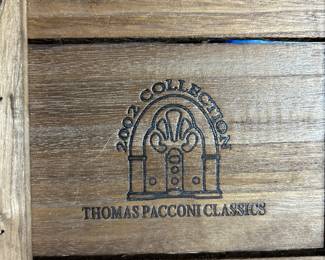 2002 COLLECTION
THOMAS PACCONI CLASSICS